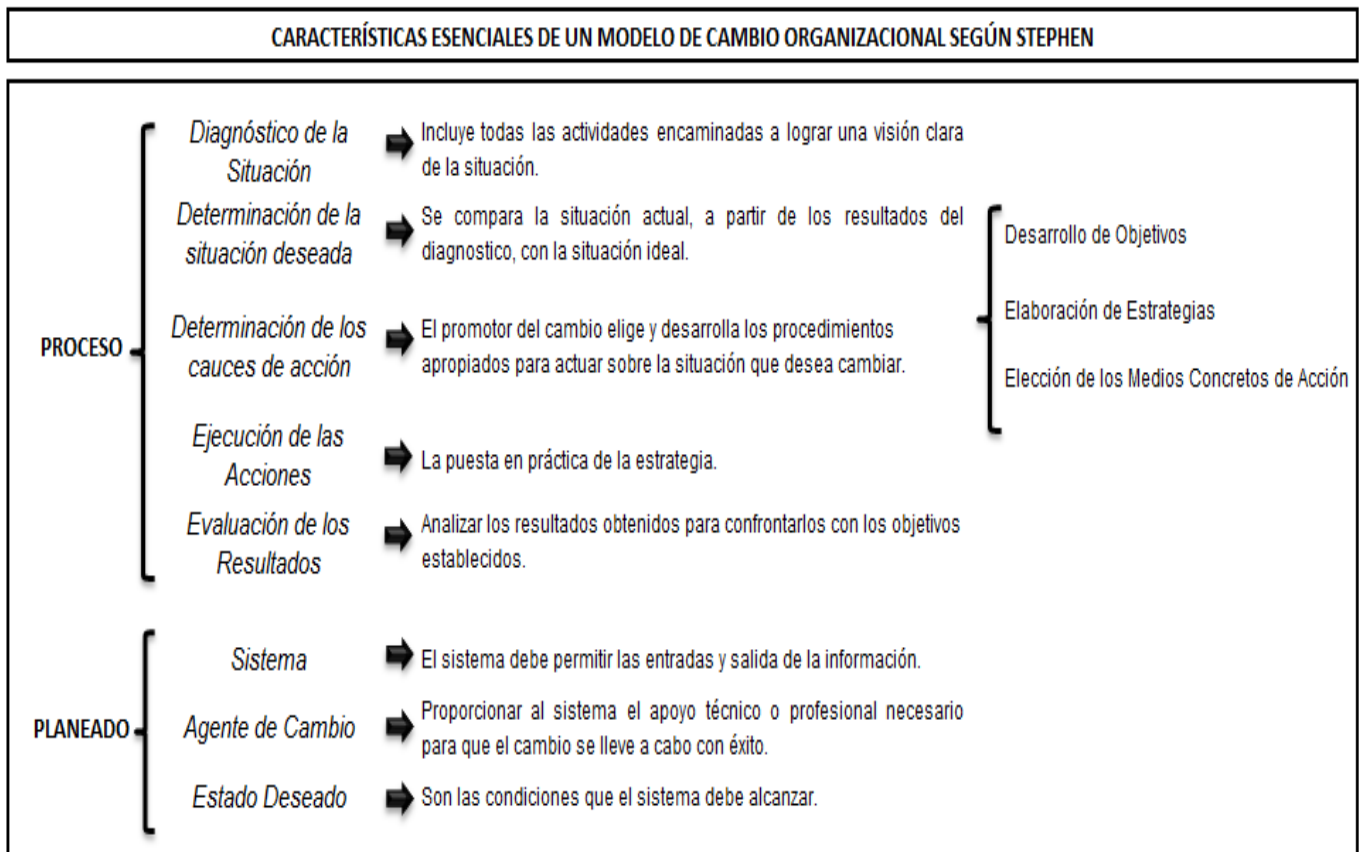 CARACTERÍSTICAS ESENCIALES DE UN MODELO DE CAMBIO ORGANIZACIONAL SEGÚN STEPHEN
PROCESO
Diagnóstico de la
Situación
Incluye todas las actividades encaminadas a lograr una visión clara
de la situación.
Determinación de la
situación deseada
Se compara la situación actual, a partir de los resultados del
diagnostico, con la situación ideal.
Determinación de los
cauces de acción
El promotor del cambio elige y desarrolla los procedimientos
apropiados para actuar sobre la situación que desea cambiar.
Desarrollo de Objetivos
Elaboración de Estrategias
Elección de los Medios Concretos de Acción
Ejecución de las
Acciones
La puesta en práctica de la estrategia.
Evaluación de los
Resultados
Analizar los resultados obtenidos para confrontarlos con los objetivos
establecidos.
PLANEADO
Sistema
El sistema debe permitir las entradas y salida de la información.
Agente de Cambio
Proporcionar al sistema el apoyo técnico o profesional necesario
para que el cambio se lleve a cabo con éxito.
Estado Deseado
Son las condiciones que el sistema debe alcanzar.